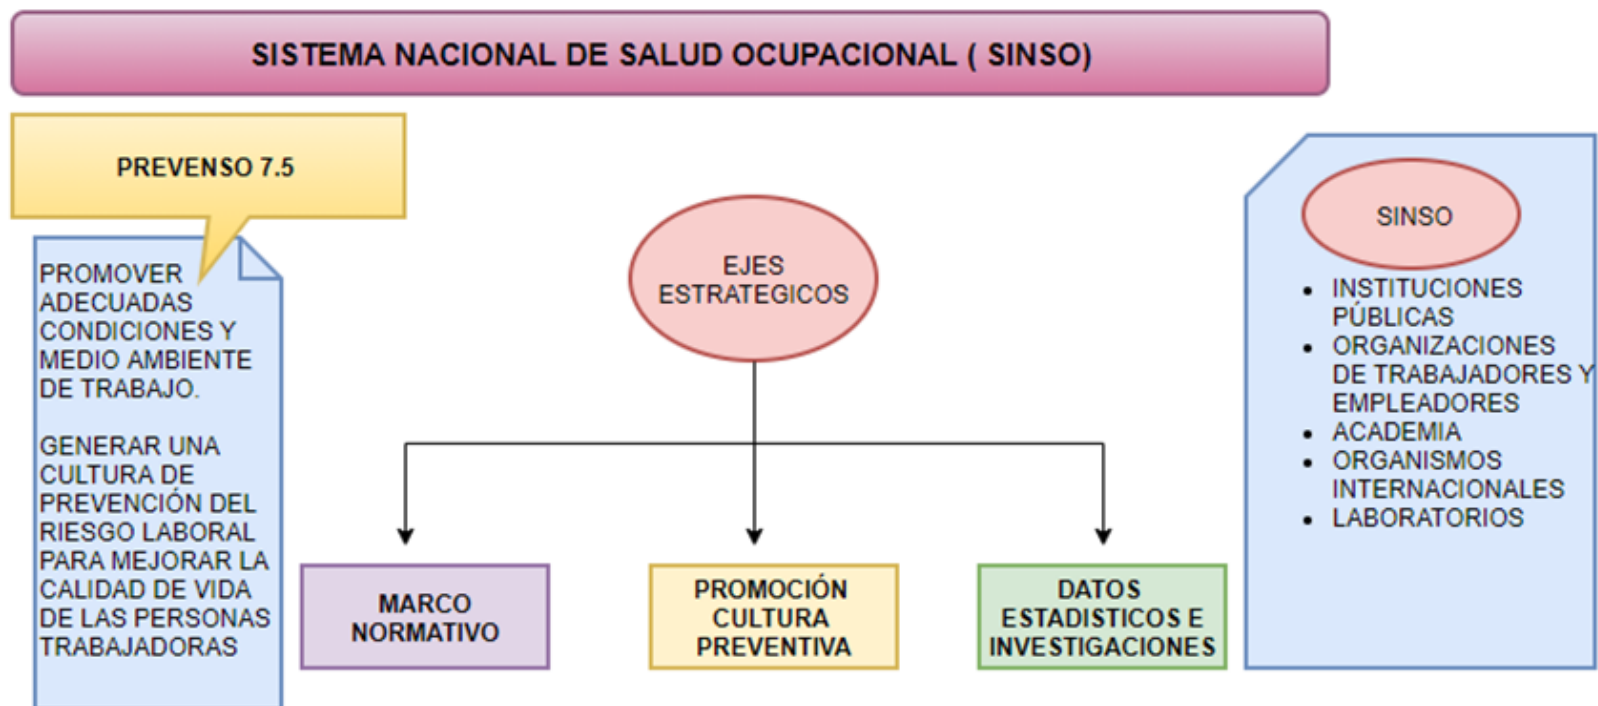 SISTEMA NACIONAL DE SALUD OCUPACIONAL ( SINSO)
PREVENSO 7.5
PROMOVER
ADECUADAS
CONDICIONES Y
MEDIO AMBIENTE
DE TRABAJO.
GENERAR UNA
CULTURA DE
PREVENCIÓN DEL
RIESGO LABORAL
PARA MEJORAR LA
CALIDAD DE VIDA
DE LAS PERSONAS
TRABAJADORAS
EJES
ESTRATEGICOS
MARCO
NORMATIVO
PROMOCIÓN
CULTURA
PREVENTIVA
DATOS
ESTADISTICOS E
INVESTIGACIONES
SINSO
• INSTITUCIONES
PÚBLICAS
• ORGANIZACIONES
DE TRABAJADORES Y
EMPLEADORES
• ACADEMIA
• ORGANISMOS
INTERNACIONALES
• LABORATORIOS